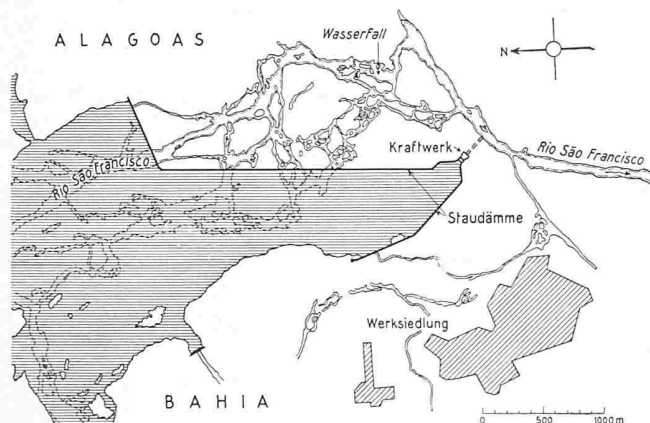 ALAGOAS
Wasserfall
N
Kraftwerk
Rio São Francisco
Rio São Francisco
Staudämme
Werksiedlung
BAHIA
0 500 1000 m